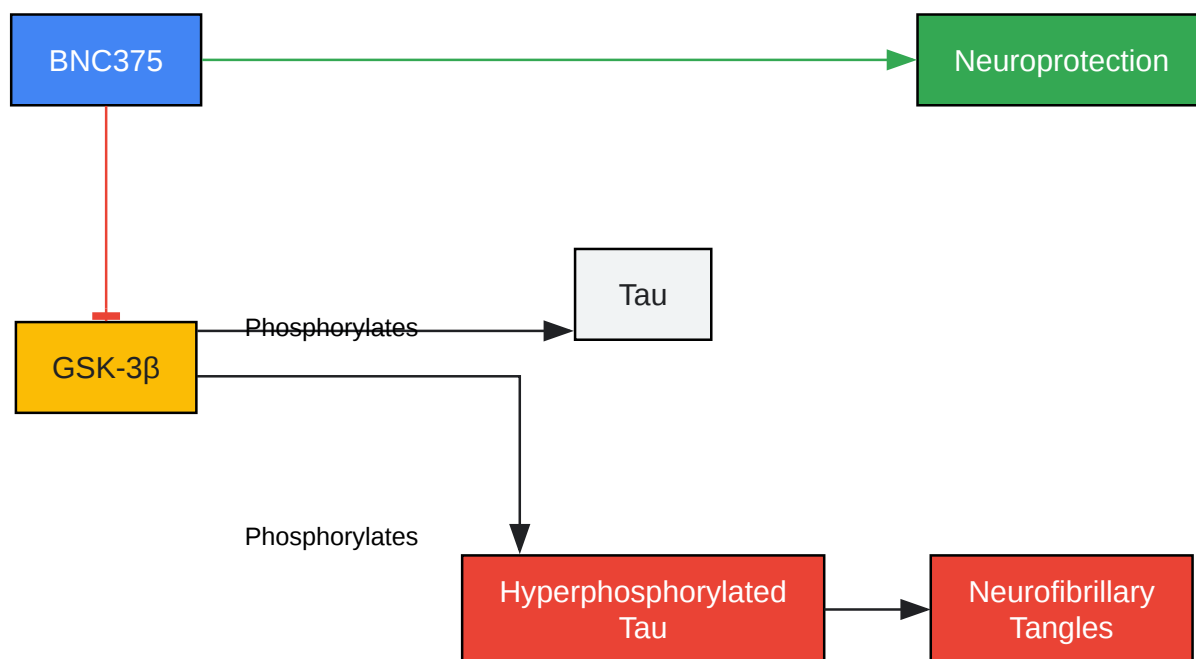 BNC375
Neuroprotection
Tau
Phosphorylates
GSK-3β
Phosphorylates
Hyperphosphorylated
Tau
Neurofibrillary
Tangles